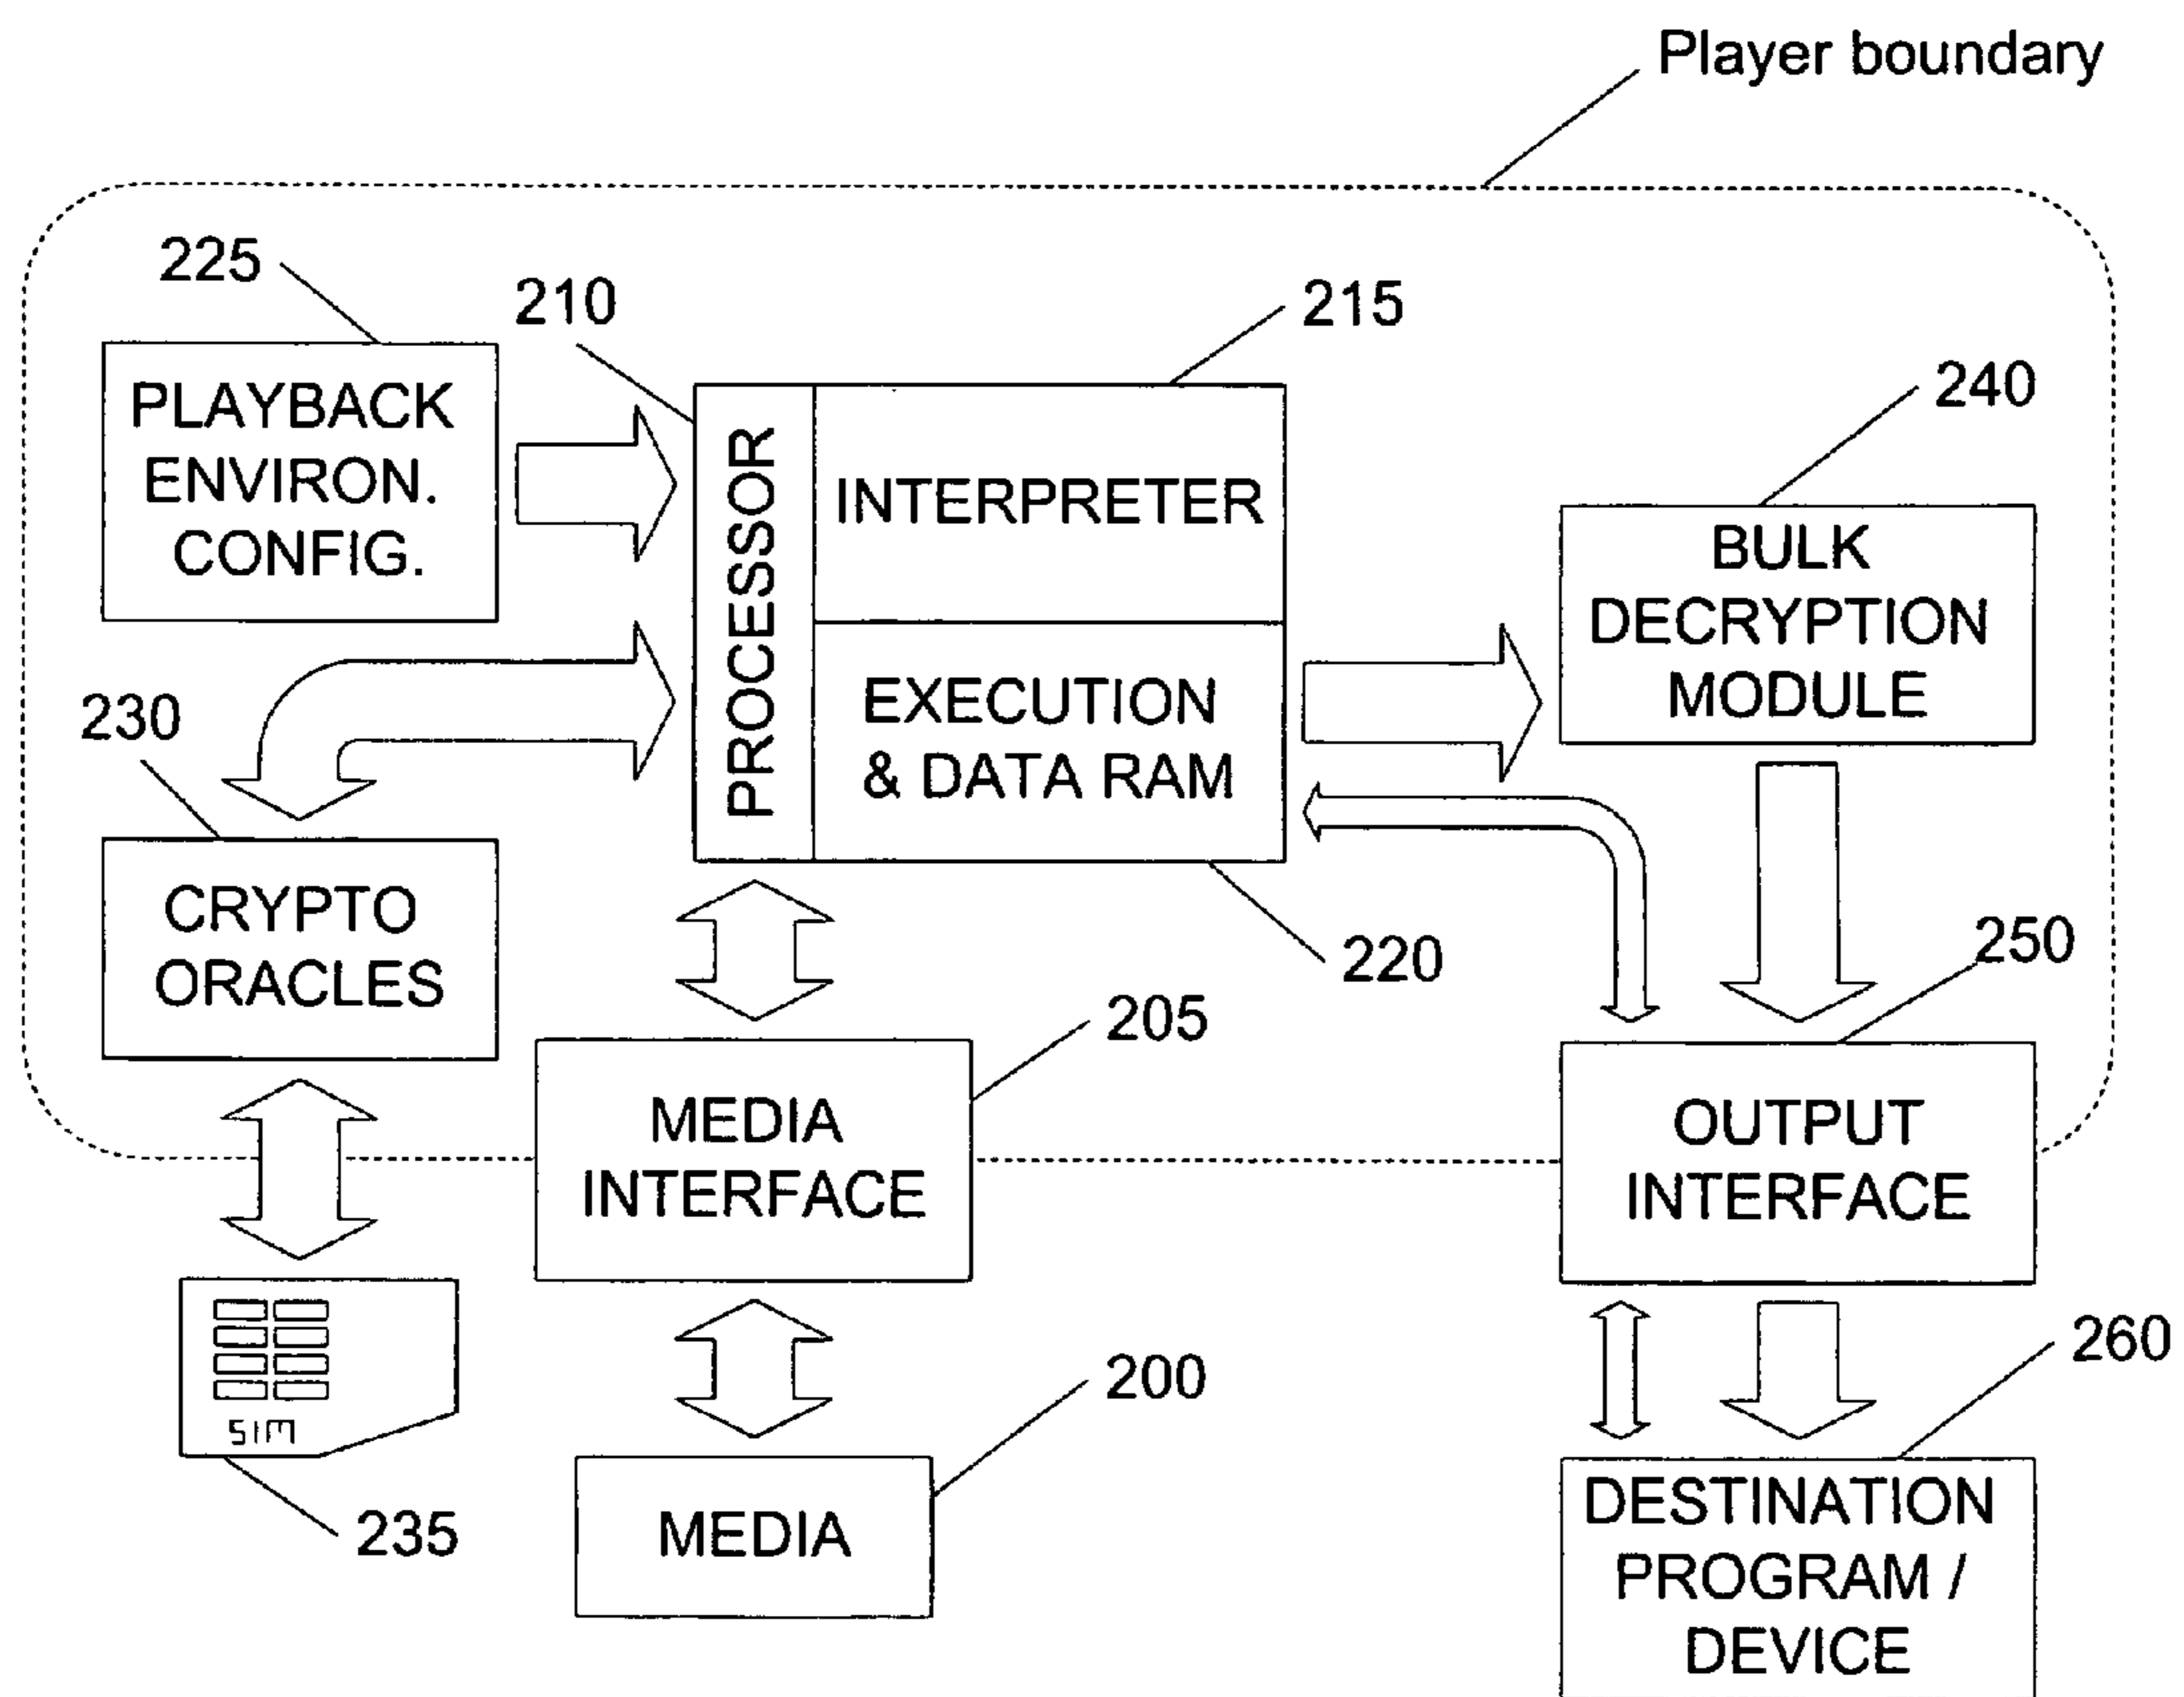 Player boundary
225
210
215
240
PLAYBACK
ENVIRON.
CONFIG.
PROCESSOR
INTERPRETER
BULK
DECRYPTION
MODULE
EXECUTION
& DATA RAM
230
CRYPTO
ORACLES
220
250
205
MEDIA
INTERFACE
OUTPUT
INTERFACE
SIM
235
200
MEDIA
260
DESTINATION
PROGRAM /
DEVICE